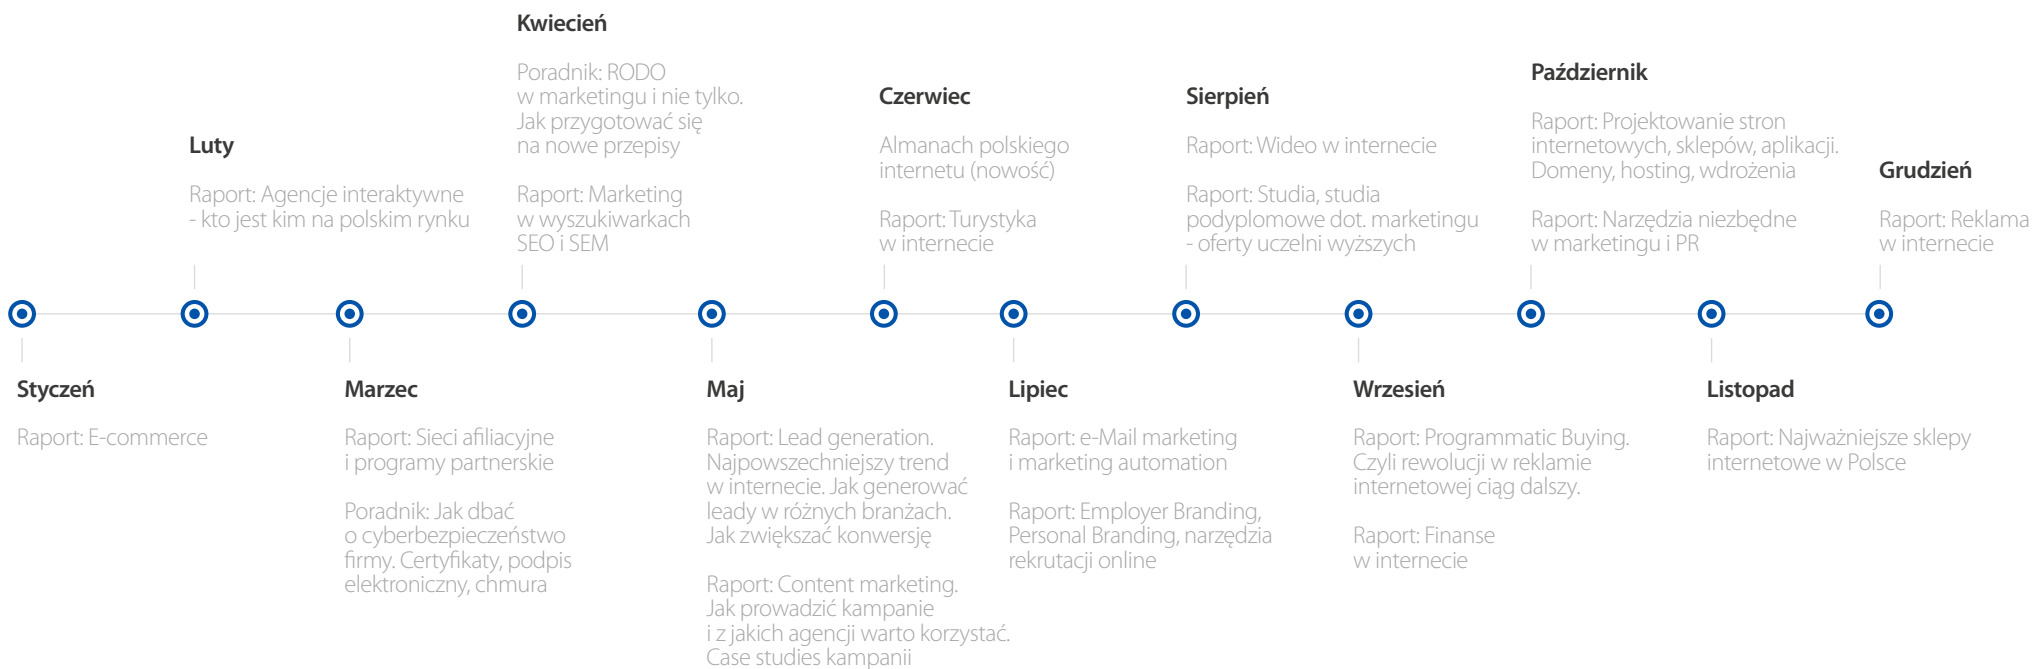 Styczeń
Raport: E-commerce
Luty
Raport: Agencje interaktywne
- kto jest kim na polskim rynku
Marzec
Raport: Sieci afiliacyjne
i programy partnerskie
Poradnik: Jak dbać
o cyberbezpieczeństwo
firmy. Certyfikaty, podpis
elektroniczny, chmura
Kwiecień
Poradnik: RODO
w marketingu i nie tylko.
Jak przygotować się
na nowe przepisy
Raport: Marketing
w wyszukiwarkach
SEO i SEM
Maj
Raport: Lead generation.
Najpowszechniejszy trend
w internecie. Jak generować
leady w różnych branżach.
Jak zwiększać konwersję
Raport: Content marketing.
Jak prowadzić kampanie
i z jakich agencji warto korzystać.
Case studies kampanii
Czerwiec
Almanach polskiego
internetu (nowość)
Raport: Turystyka
w internecie
Lipiec
Raport: e-Mail marketing
i marketing automation
Raport: Employer Branding,
Personal Branding, narzędzia
rekrutacji online
Sierpień
Raport: Wideo w internecie
Raport: Studia, studia
podyplomowe dot. marketingu
- oferty uczelni wyższych
Wrzesień
Raport: Programmatic Buying.
Czyli rewolucji w reklamie
internetowej ciąg dalszy.
Raport: Finanse
w internecie
Październik
Raport: Projektowanie stron
internetowych, sklepów, aplikacji.
Domeny, hosting, wdrożenia
Raport: Narzędzia niezbędne
w marketingu i PR
Listopad
Raport: Najważniejsze sklepy
internetowe w Polsce
Grudzień
Raport: Reklama
w internecie